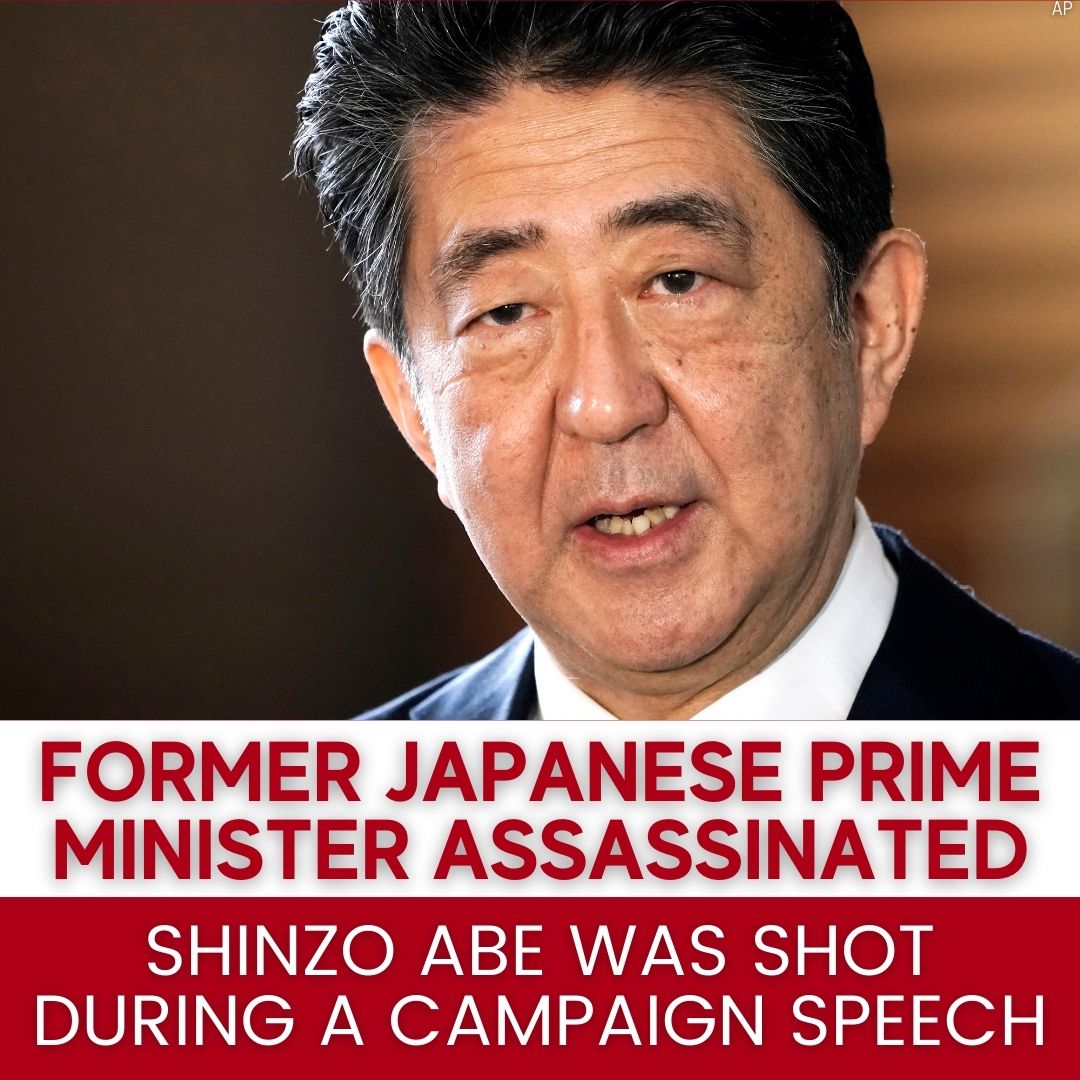 AP
FORMER JAPANESE PRIME
MINISTER ASSASSINATED
SHINZO ABE WAS SHOT
DURING A CAMPAIGN SPEECH